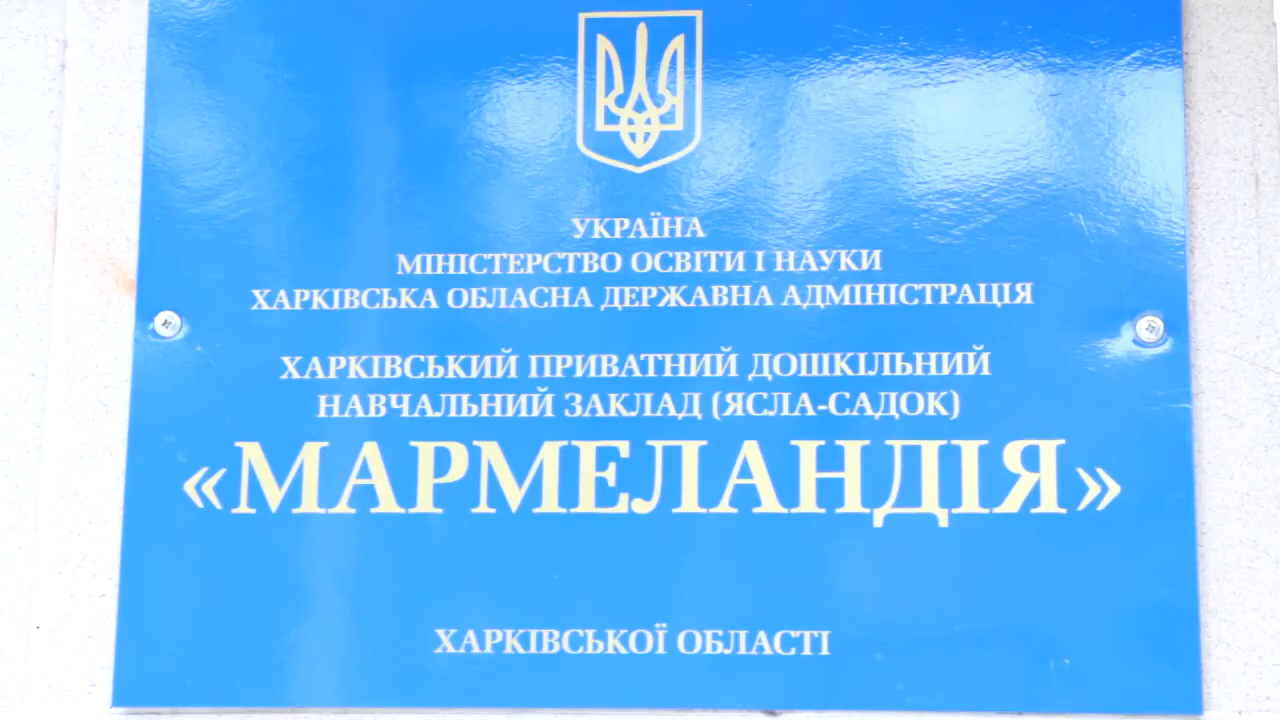 УКРАЇНА
МІНІСТЕРСТВО ОСВІТИ І НАУКИ
ХАРКІВСЬКА ОБЛАСНА ДЕРЖАВНА АДМІНІСТРАЦІЯ
ХАРКІВСЬКИЙ ПРИВАТНИЙ ДОШКІЛЬНИЙ
НАВЧАЛЬНИЙ ЗАКЛАД (ЯСЛА-САДОК)
«МАРМЕЛАНДІЯ»
ХАРКІВСЬКОЇ ОБЛАСТІ